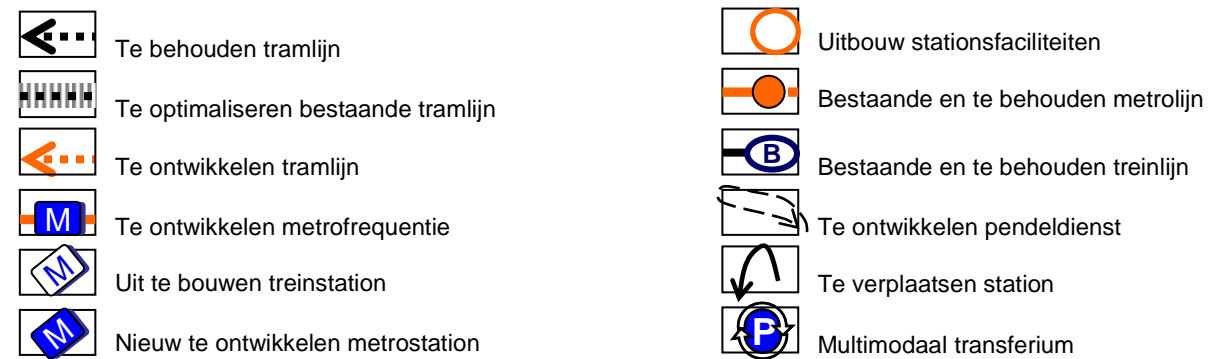 Te behouden tramlijn
Te optimaliseren bestaande tramlijn
Te ontwikkelen tramlijn
M Te ontwikkelen metrofrequentie
M Uit te bouwen treinstation
M Nieuw te ontwikkelen metrostation
Uitbouw stationsfaciliteiten
Bestaande en te behouden metrolijn
B Bestaande en te behouden treinlijn
Te ontwikkelen pendeldienst
Te verplaatsen station
P Multimodaal transferium